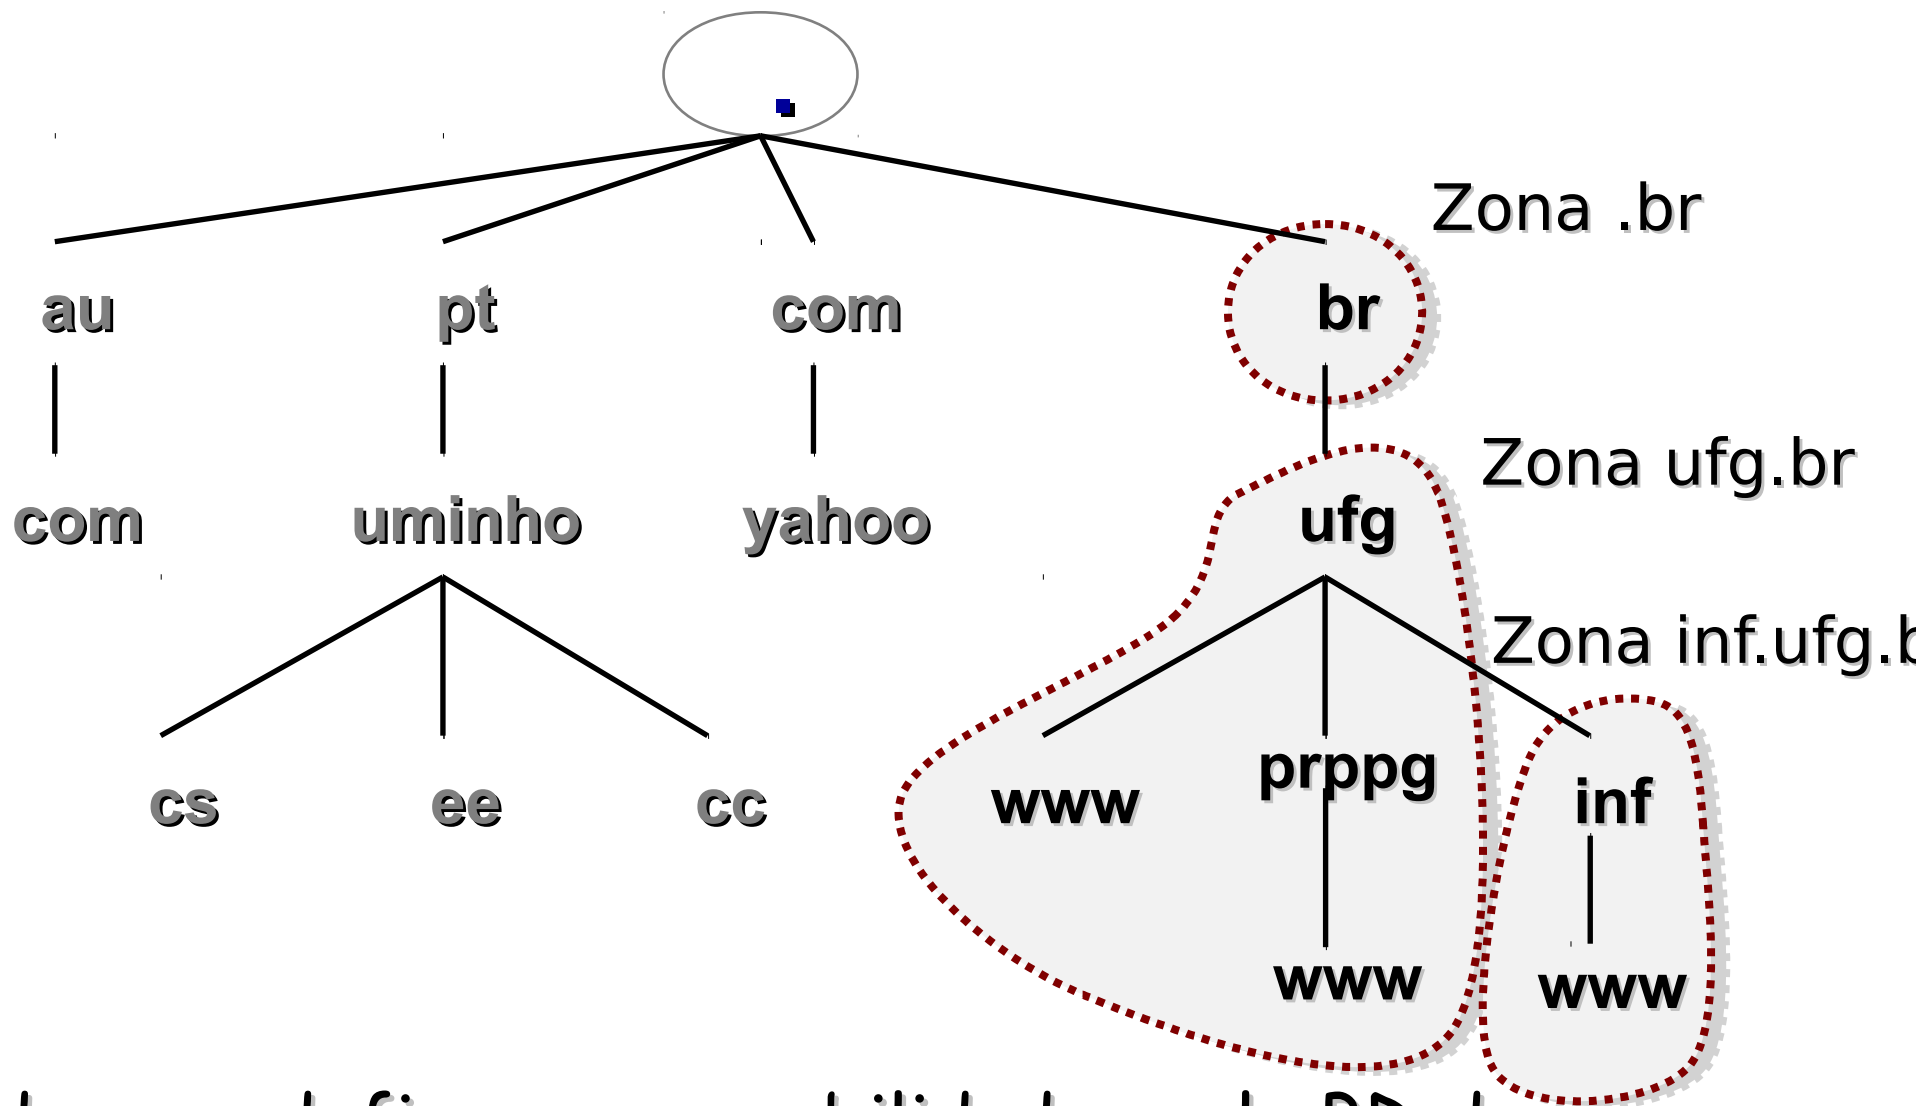 .
Zona .br
au pt com br
Zona ufg.br
com uminho yahoo ufg
Zona inf.ufg.b
prppg
cs ee cc www inf
www www